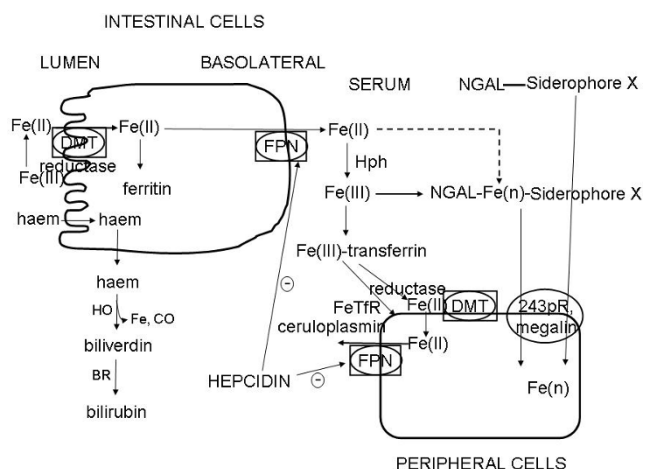 INTESTINAL CELLS
LUMEN
BASOLATERAL
SERUM
NGAL
Siderophore X
Fe(II)
DMT
Fe(II)
FPN
Fe(II)
reductase
Fe(III)
ferritin
Hph
haem
haem
Fe(III)
NGAL-Fe(n)-Siderophore X
haem
Fe(III)-transferrin
HO
Fe, CO
biliverdin
BR
bilirubin
HEPCIDIN
−
−
reductase
FeTfR
Fe(II)
DMT
243pR,
megalin
ceruloplasmin
Fe(II)
FPN
Fe(n)
PERIPHERAL CELLS